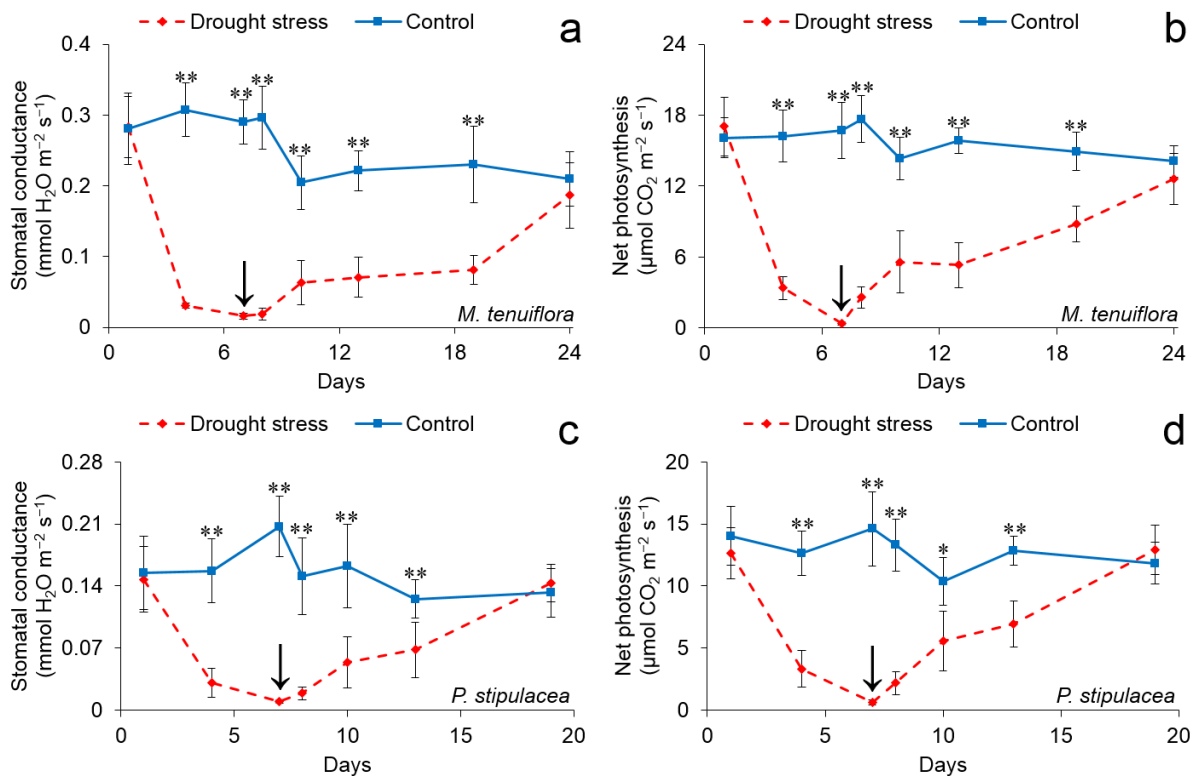 Drought stress Control a
Stomatal conductance
(mmol H₂O m⁻² s⁻¹)
0.4
0.3
0.2
0.1
0
** ** ** ** ** **
M. tenuiflora
0 6 12 18 24
Days
Drought stress Control b
Net photosynthesis
(µmol CO₂ m⁻² s⁻¹)
24
18
12
6
0
** ** ** ** ** **
M. tenuiflora
0 6 12 18 24
Days
Drought stress Control c
Stomatal conductance
(mmol H₂O m⁻² s⁻¹)
0.28
0.21
0.14
0.07
0
** ** ** ** **
P. stipulacea
0 5 10 15 20
Days
Drought stress Control d
Net photosynthesis
(µmol CO₂ m⁻² s⁻¹)
20
15
10
5
0
** ** ** * **
P. stipulacea
0 5 10 15 20
Days